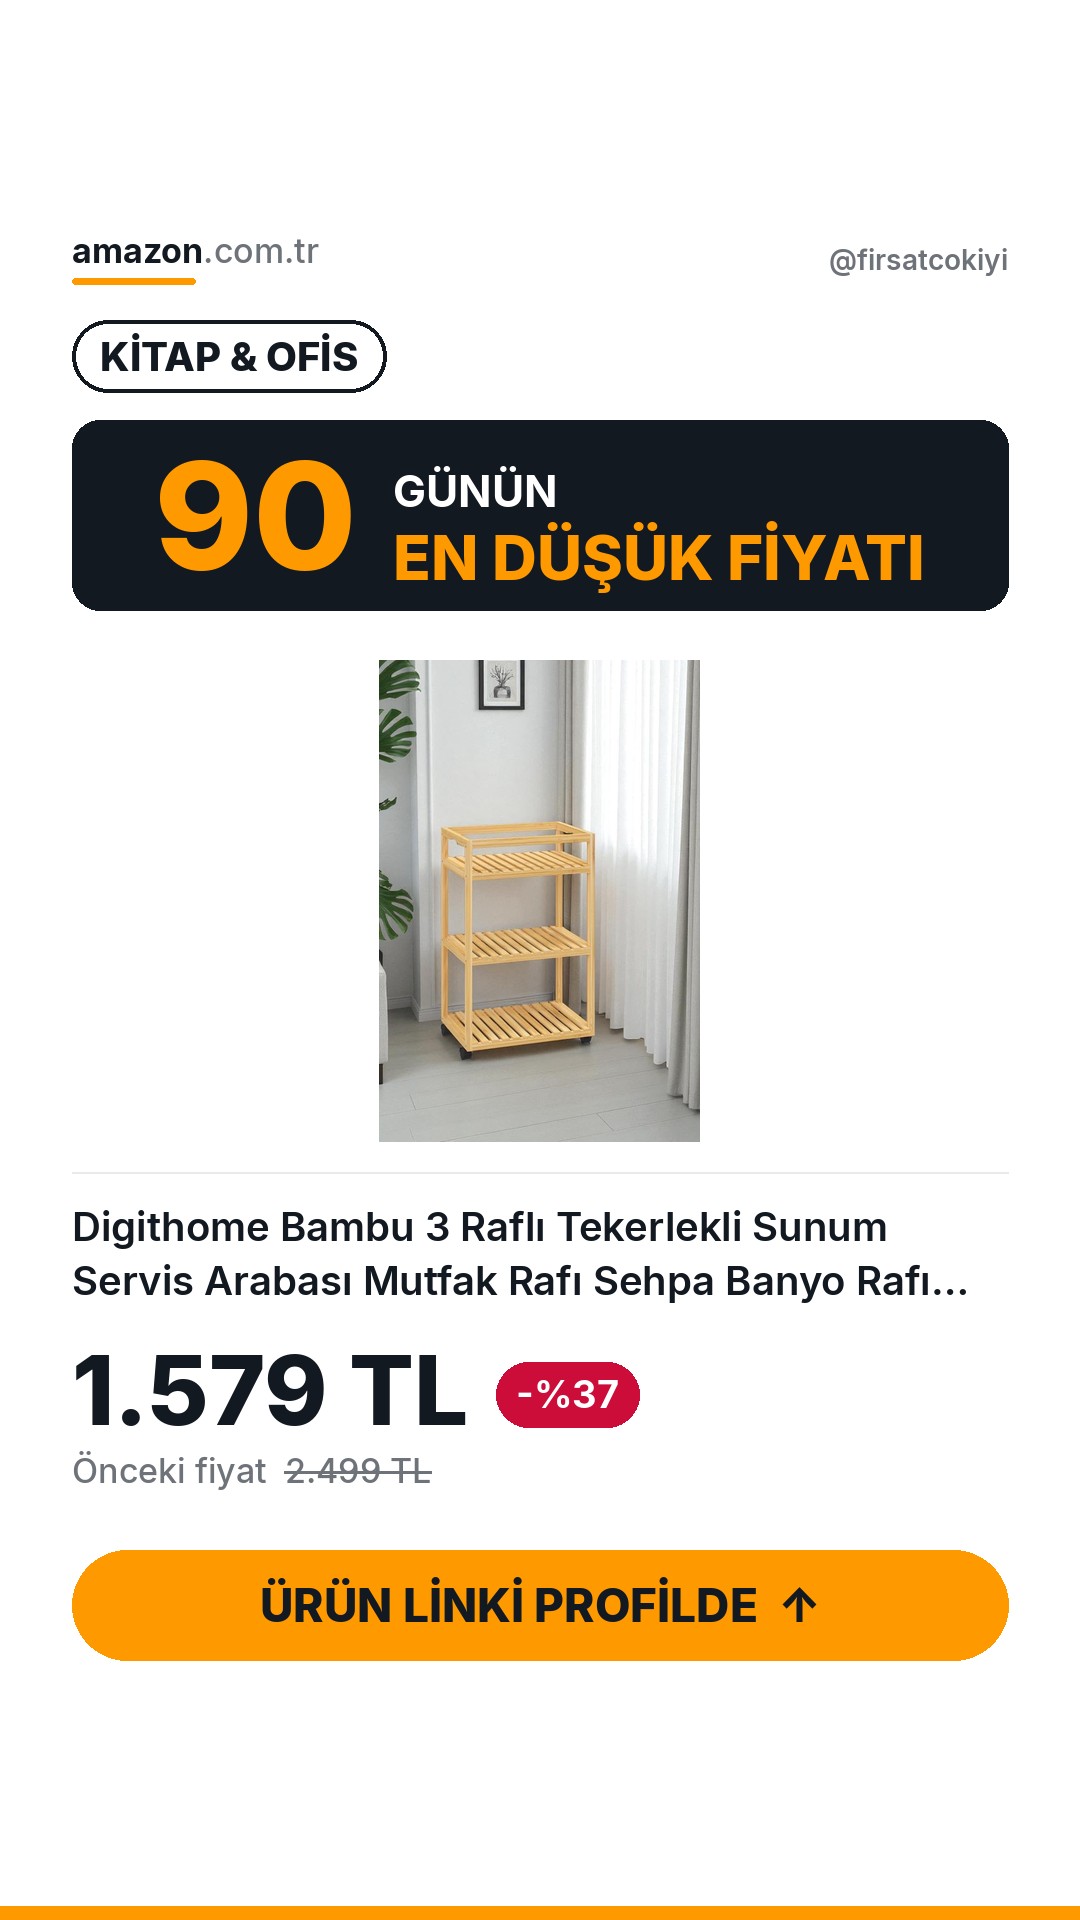 amazon.com.tr
@firsatcokiyi
KİTAP & OFİS
90 GÜNÜN
EN DÜŞÜK FİYATI
Digithome Bambu 3 Raflı Tekerlekli Sunum
Servis Arabası Mutfak Rafı Sehpa Banyo Rafı...
1.579 TL -%37
Önceki fiyat 2.499 TL
ÜRÜN LİNKİ PROFİLDE ↑